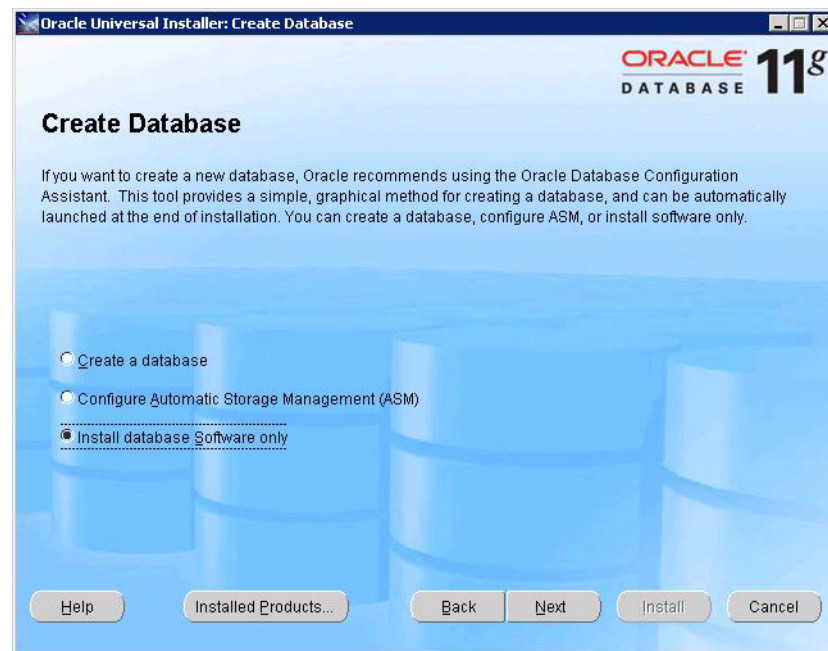 Oracle Universal Installer: Create Database
ORACLE
DATABASE
11g
Create Database
If you want to create a new database, Oracle recommends using the Oracle Database Configuration
Assistant. This tool provides a simple, graphical method for creating a database, and can be automatically
launched at the end of installation. You can create a database, configure ASM, or install software only.
Create a database
Configure Automatic Storage Management (ASM)
Install database Software only
Help
Installed Products...
Back
Next
Install
Cancel